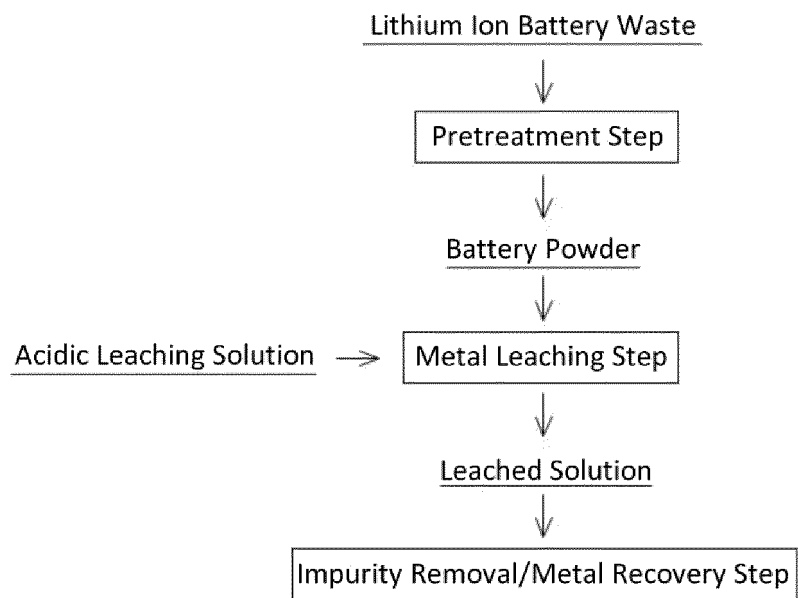 Lithium Ion Battery Waste
Pretreatment Step
Battery Powder
Acidic Leaching Solution
Metal Leaching Step
Leached Solution
Impurity Removal/Metal Recovery Step